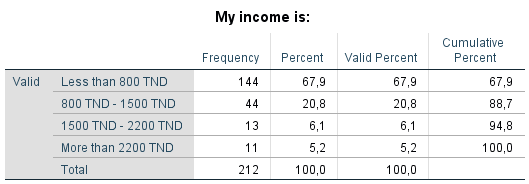 My income is:
Frequency Percent Valid Percent Cumulative Percent
Valid Less than 800 TND 144 67,9 67,9 67,9
800 TND - 1500 TND 44 20,8 20,8 88,7
1500 TND - 2200 TND 13 6,1 6,1 94,8
More than 2200 TND 11 5,2 5,2 100,0
Total 212 100,0 100,0